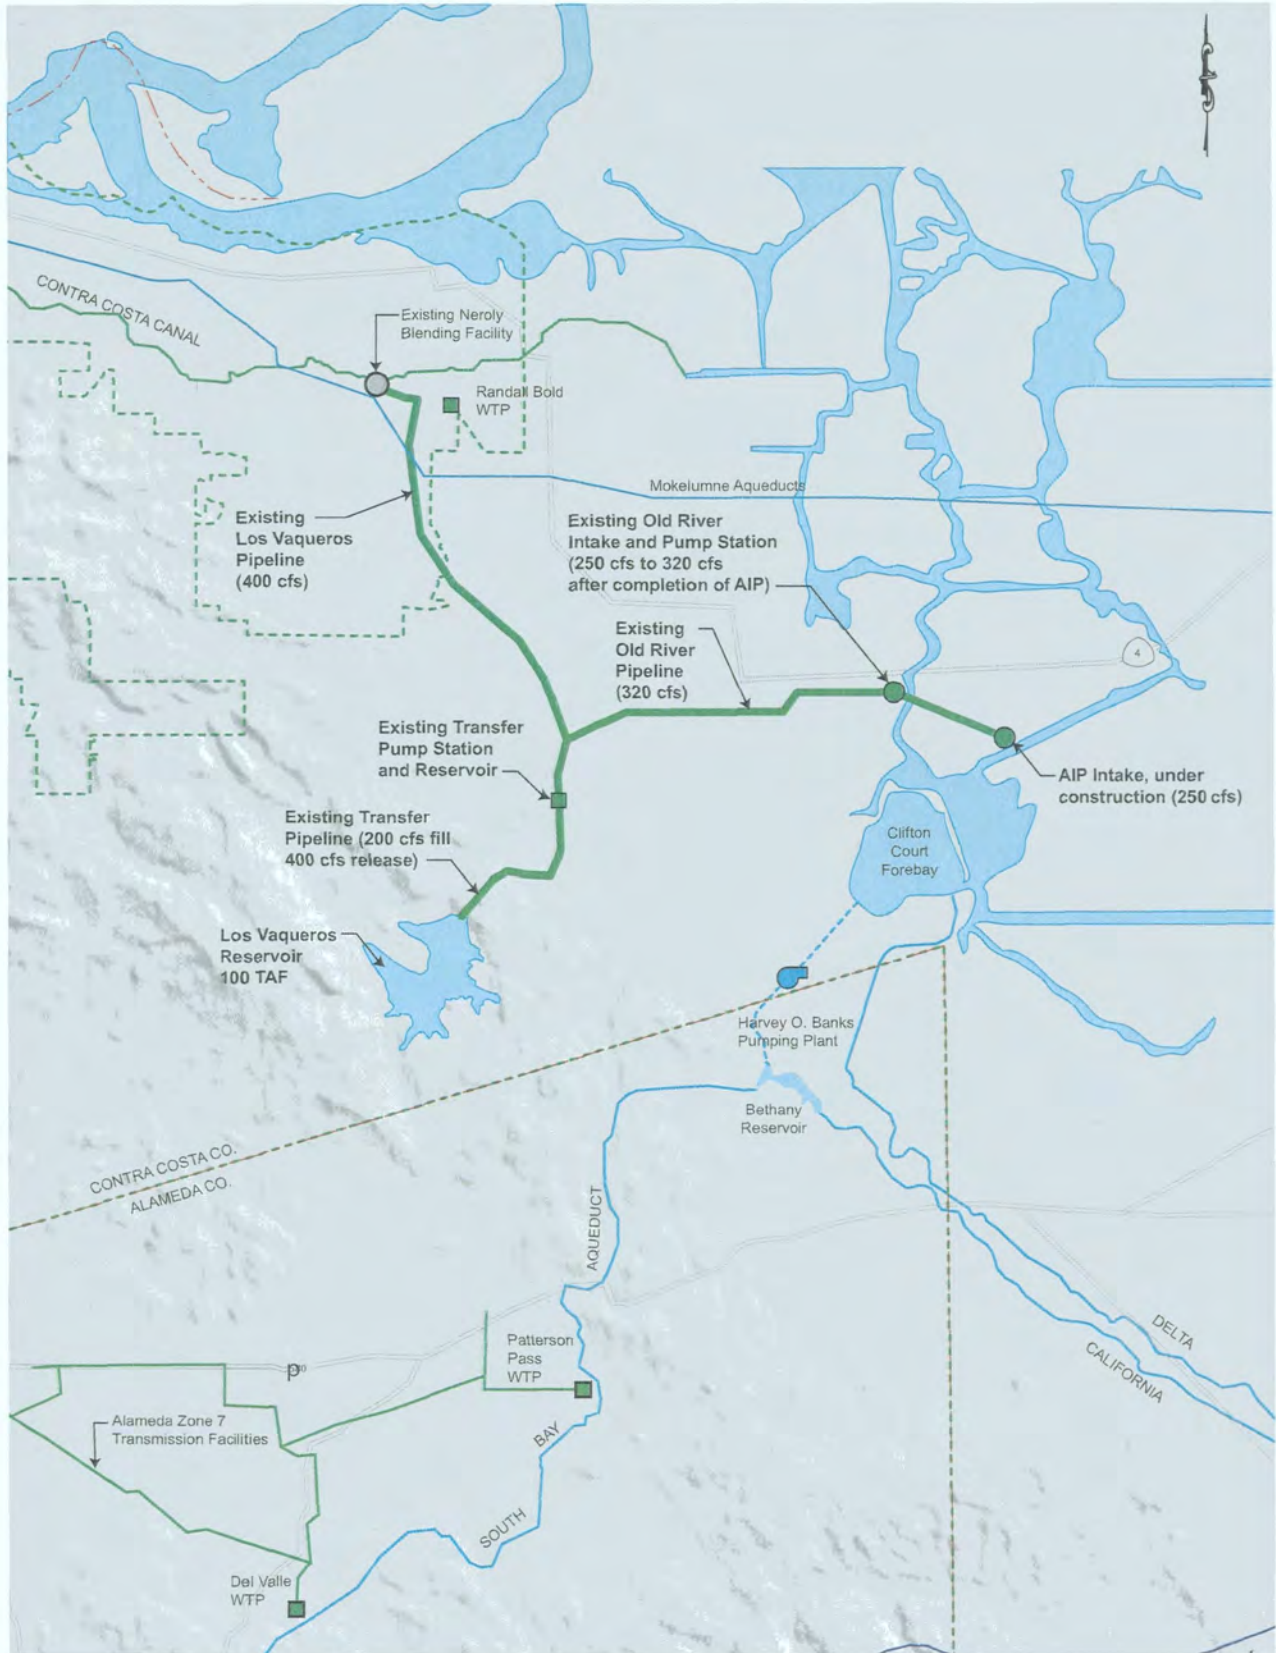 CONTRA COSTA CANAL
Existing Neroly
Blending Facility
Randall Bold
WTP
Mokelumne Aqueducts
Existing
Los Vaqueros
Pipeline
(400 cfs)
Existing Old River
Intake and Pump Station
(250 cfs to 320 cfs
after completion of AIP)
Existing
Old River
Pipeline
(320 cfs)
4
Existing Transfer
Pump Station
and Reservoir
AIP Intake, under
construction (250 cfs)
Existing Transfer
Pipeline (200 cfs fill
400 cfs release)
Clifton
Court
Forebay
Los Vaqueros
Reservoir
100 TAF
Harvey O. Banks
Pumping Plant
Bethany
Reservoir
CONTRA COSTA CO.
ALAMEDA CO.
AQUEDUCT
DELTA
CALIFORNIA
Patterson
Pass
WTP
Alameda Zone 7
Transmission Facilities
BAY
SOUTH
Del Valle
WTP